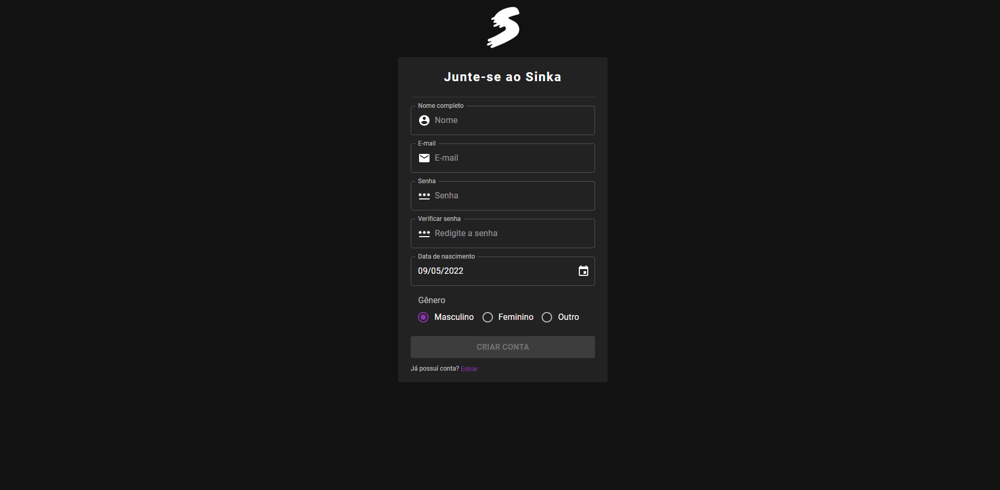 Junte-se ao Sinka
Nome completo
Nome
E-mail
E-mail
Senha
Senha
Verificar senha
Redigite a senha
Data de nascimento
09/05/2022
Gênero
Masculino Feminino Outro
CRIAR CONTA
Já possuí conta? Entrar